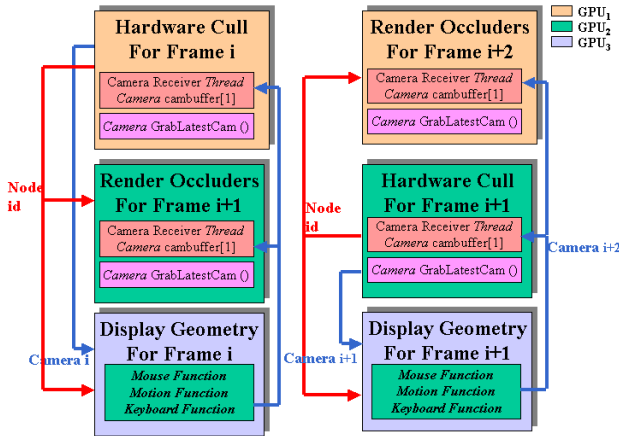 Hardware Cull
For Frame i
Camera Receiver Thread
Camera cambuffer[1]
Camera GrabLatestCam ()
Node
id
Render Occluders
For Frame i+1
Camera Receiver Thread
Camera cambuffer[1]
Camera GrabLatestCam ()
Camera i
Display Geometry
For Frame i
Mouse Function
Motion Function
Keyboard Function
Render Occluders
For Frame i+2
Camera Receiver Thread
Camera cambuffer[1]
Camera GrabLatestCam ()
Node
id
Hardware Cull
For Frame i+1
Camera Receiver Thread
Camera cambuffer[1]
Camera GrabLatestCam ()
Camera i+2
Camera i+1
Display Geometry
For Frame i+1
Mouse Function
Motion Function
Keyboard Function
GPU1
GPU2
GPU3